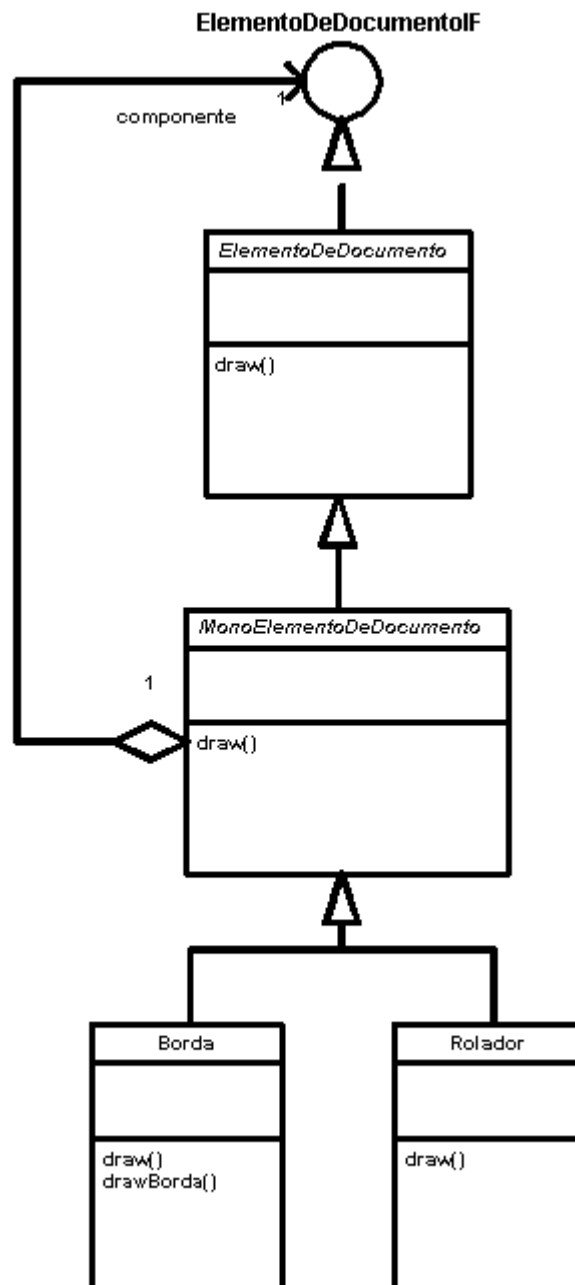 ElementoDeDocumentoIF
1
componente
ElementoDeDocumento
draw()
MonoElementoDeDocumento
1
draw()
Borda
draw()
drawBorda()
Rolador
draw()